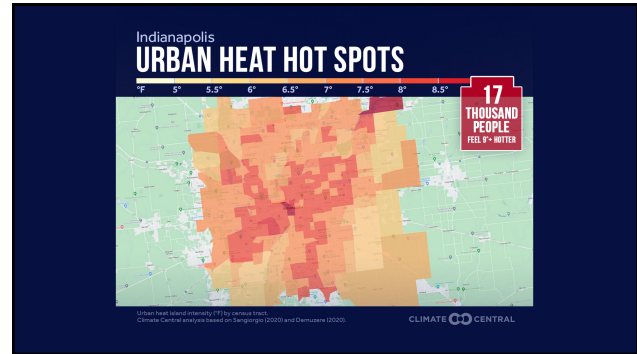 Indianapolis
URBAN HEAT HOT SPOTS
°F 5° 5.5° 6° 6.5° 7° 7.5° 8° 8.5°
17
THOUSAND
PEOPLE
FEEL 9°+ HOTTER
Urban heat island intensity (°F) by census tract.
Climate Central analysis based on Sangiorgio (2020) and Demuzere (2020).
CLIMATE CENTRAL